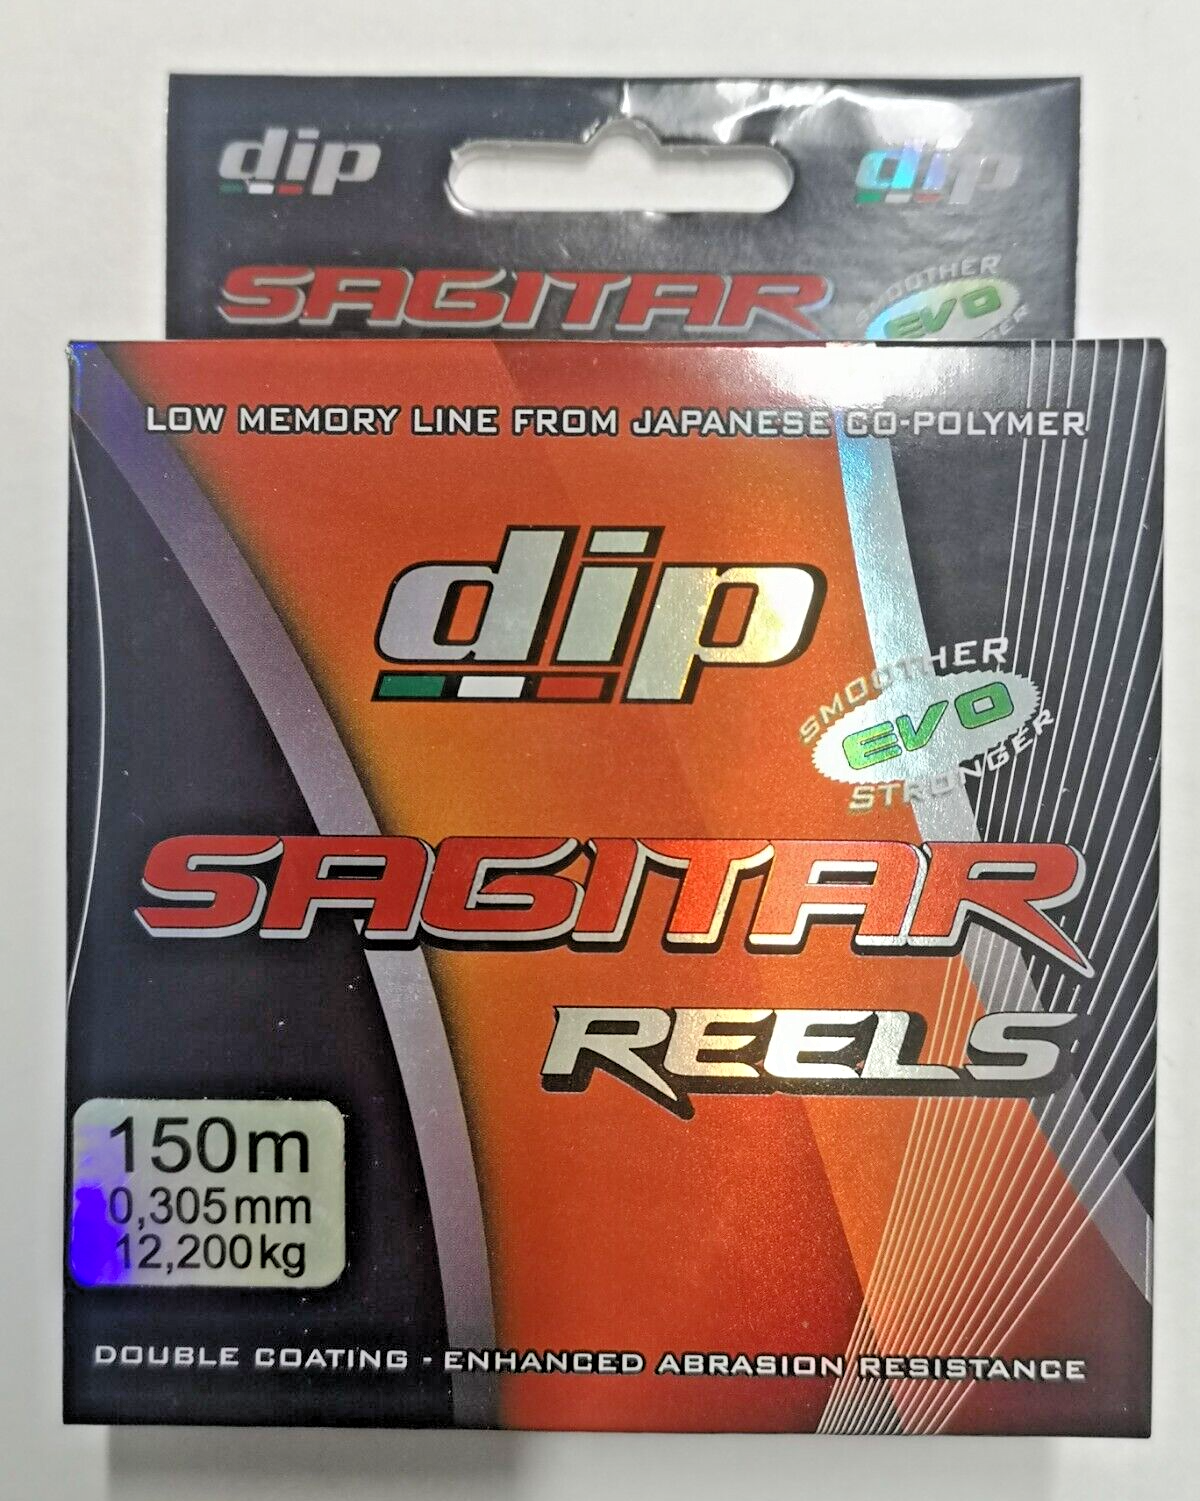 dip dip
SAGITAR
SMOOTHER
EVO
LOW MEMORY LINE FROM JAPANESE CO-POLYMER
dip
SMOOTHER
EVO
STRONGER
SAGITAR
REELS
150m
0,305mm
12,200kg
DOUBLE COATING - ENHANCED ABRASION RESISTANCE